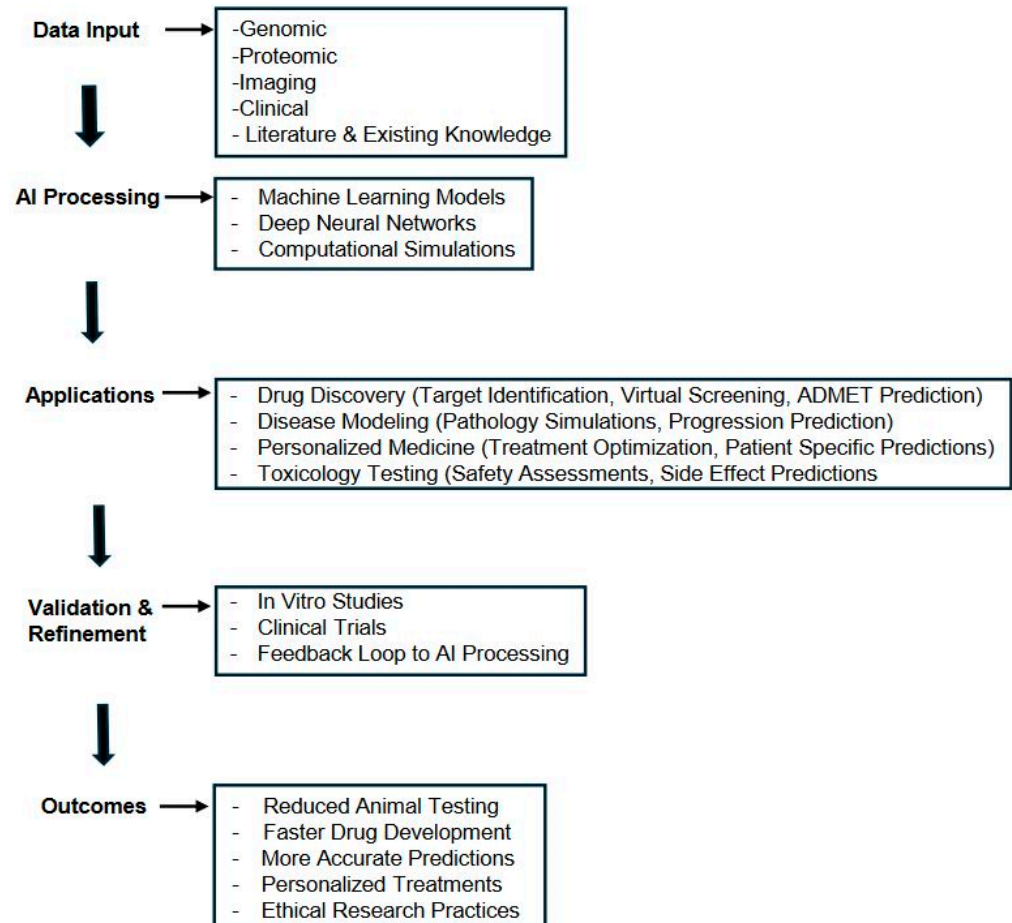 Data Input
-Genomic
-Proteomic
-Imaging
-Clinical
- Literature & Existing Knowledge
AI Processing
- Machine Learning Models
- Deep Neural Networks
- Computational Simulations
Applications
- Drug Discovery (Target Identification, Virtual Screening, ADMET Prediction)
- Disease Modeling (Pathology Simulations, Progression Prediction)
- Personalized Medicine (Treatment Optimization, Patient Specific Predictions)
- Toxicology Testing (Safety Assessments, Side Effect Predictions
Validation &
Refinement
- In Vitro Studies
- Clinical Trials
- Feedback Loop to AI Processing
Outcomes
- Reduced Animal Testing
- Faster Drug Development
- More Accurate Predictions
- Personalized Treatments
- Ethical Research Practices